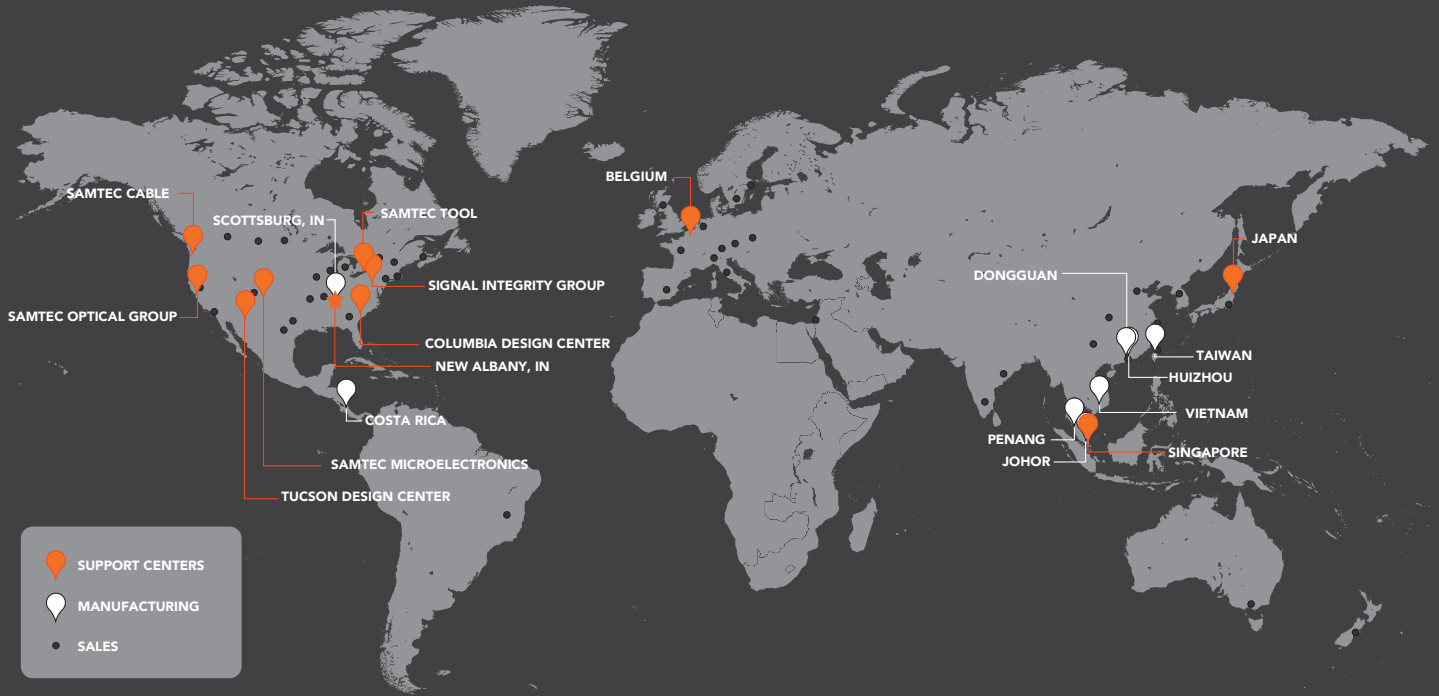 BELGIUM
SAMTEC CABLE
SCOTTSBURG, IN
SAMTEC TOOL
JAPAN
DONGGUAN
SIGNAL INTEGRITY GROUP
SAMTEC OPTICAL GROUP
COLUMBIA DESIGN CENTER
TAIWAN
NEW ALBANY, IN
HUIZHOU
VIETNAM
COSTA RICA
PENANG
SINGAPORE
JOHOR
SAMTEC MICROELECTRONICS
TUCSON DESIGN CENTER
SUPPORT CENTERS
MANUFACTURING
SALES